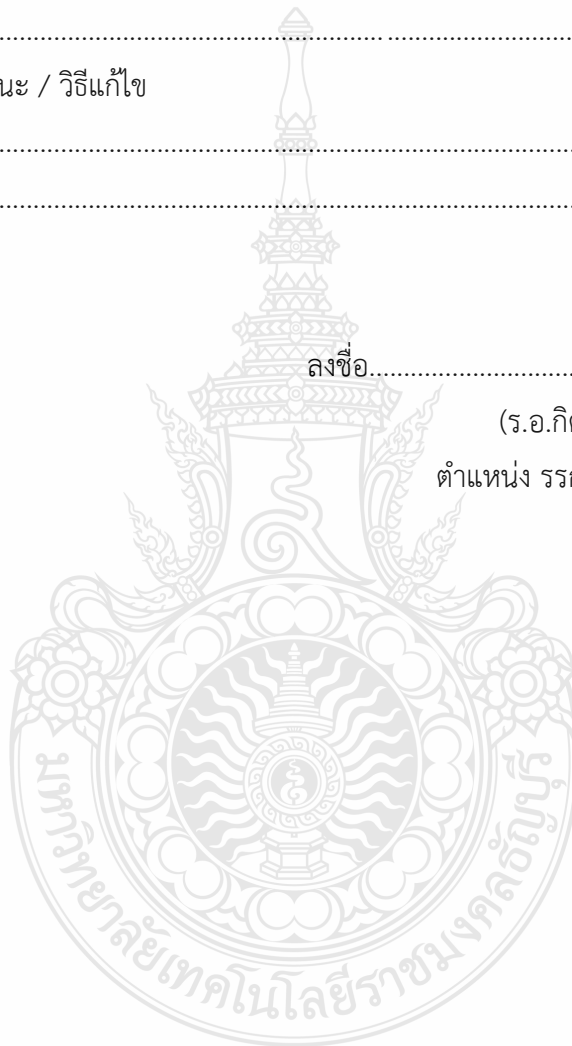 นะ / วิธีแก้ไข
ลงชื่อ
(ร.อ.กิ
ตำแหน่ง รร
มหาวิทยาลัยเทคโนโลยีราชมงคลธัญบุรี